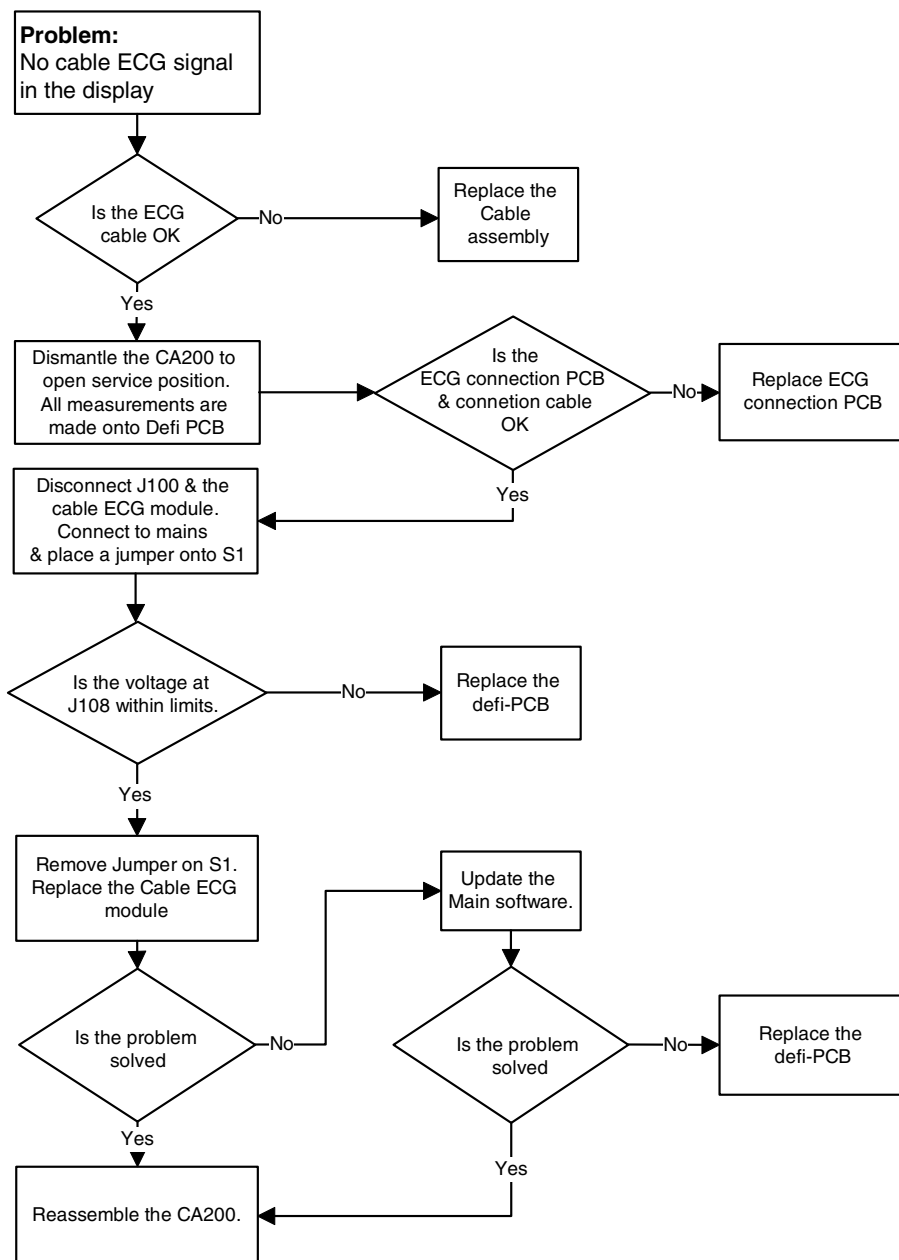 Problem:
No cable ECG signal
in the display
Is the ECG
cable OK
No
Replace the
Cable
assembly
Yes
Dismantle the CA200 to
open service position.
All measurements are
made onto Defi PCB
Is the
ECG connection PCB
& connetion cable
OK
No
Replace ECG
connection PCB
Yes
Disconnect J100 & the
cable ECG module.
Connect to mains
& place a jumper onto S1
Is the voltage at
J108 within limits.
No
Replace the
defi-PCB
Yes
Remove Jumper on S1.
Replace the Cable ECG
module
Is the problem
solved
No
Update the
Main software.
Is the problem
solved
No
Replace the
defi-PCB
Yes
Yes
Reassemble the CA200.